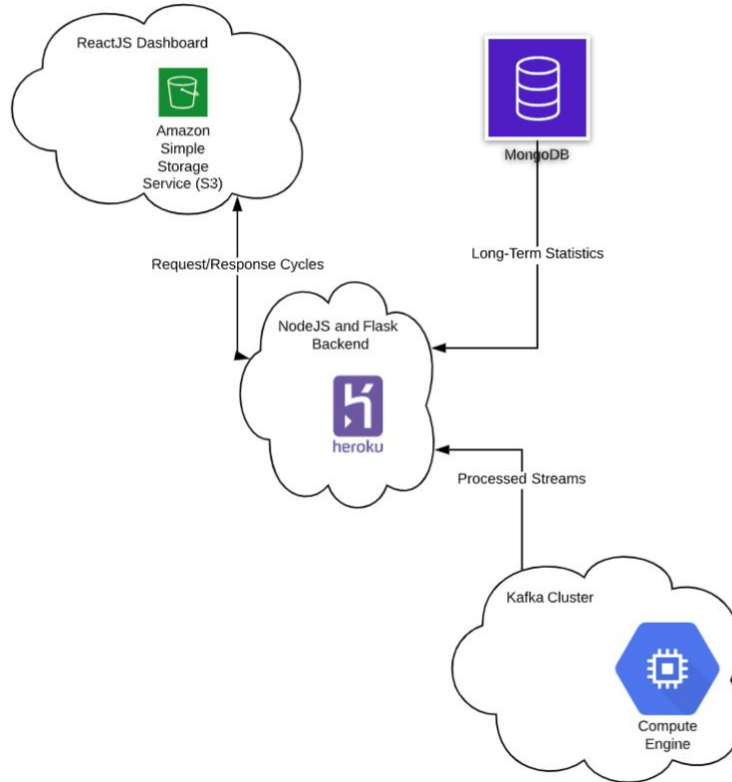 ReactJS Dashboard
Amazon
Simple
Storage
Service (S3)
MongoDB
Request/Response Cycles
Long-Term Statistics
NodeJS and Flask
Backend
heroku
Processed Streams
Kafka Cluster
Compute
Engine